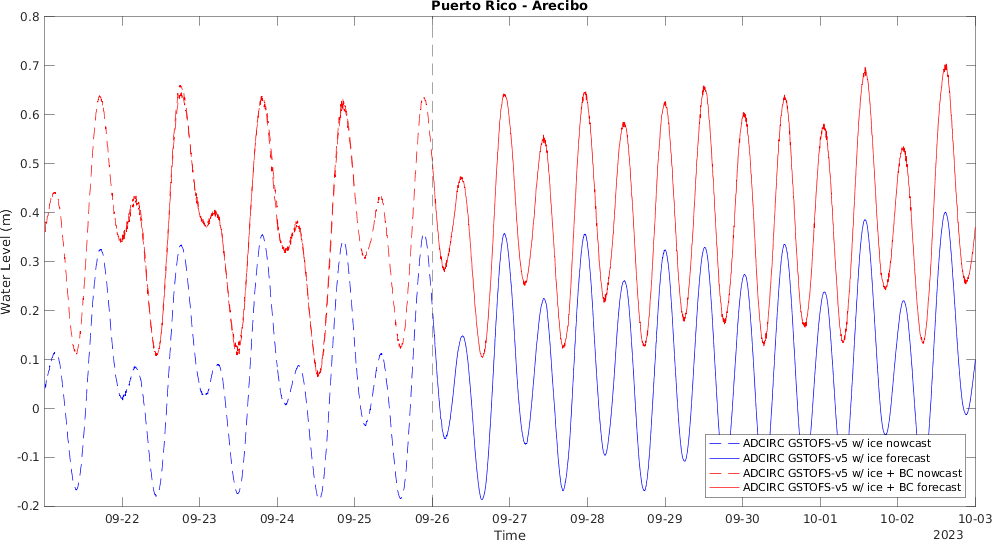 Puerto Rico - Arecibo
0.8
0.7
0.6
0.5
0.4
0.3
0.2
0.1
0
-0.1
-0.2
Water Level (m)
ADCIRC GSTOFS-v5 w/ ice nowcast
ADCIRC GSTOFS-v5 w/ ice forecast
ADCIRC GSTOFS-v5 w/ ice + BC nowcast
ADCIRC GSTOFS-v5 w/ ice + BC forecast
09-22 09-23 09-24 09-25 09-26 09-27 09-28 09-29 09-30 10-01 10-02 10-03
Time
2023